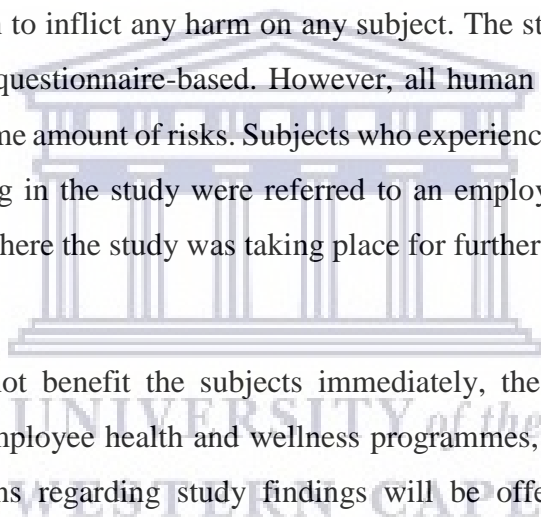 n to inflict any harm on any subject. The st
questionnaire-based. However, all human
me amount of risks. Subjects who experienc
g in the study were referred to an employ
here the study was taking place for further
not benefit the subjects immediately, the
UNIVERSITY of the
mployee health and wellness programmes,
ns regarding study findings will be offe
WESTERN CAPE